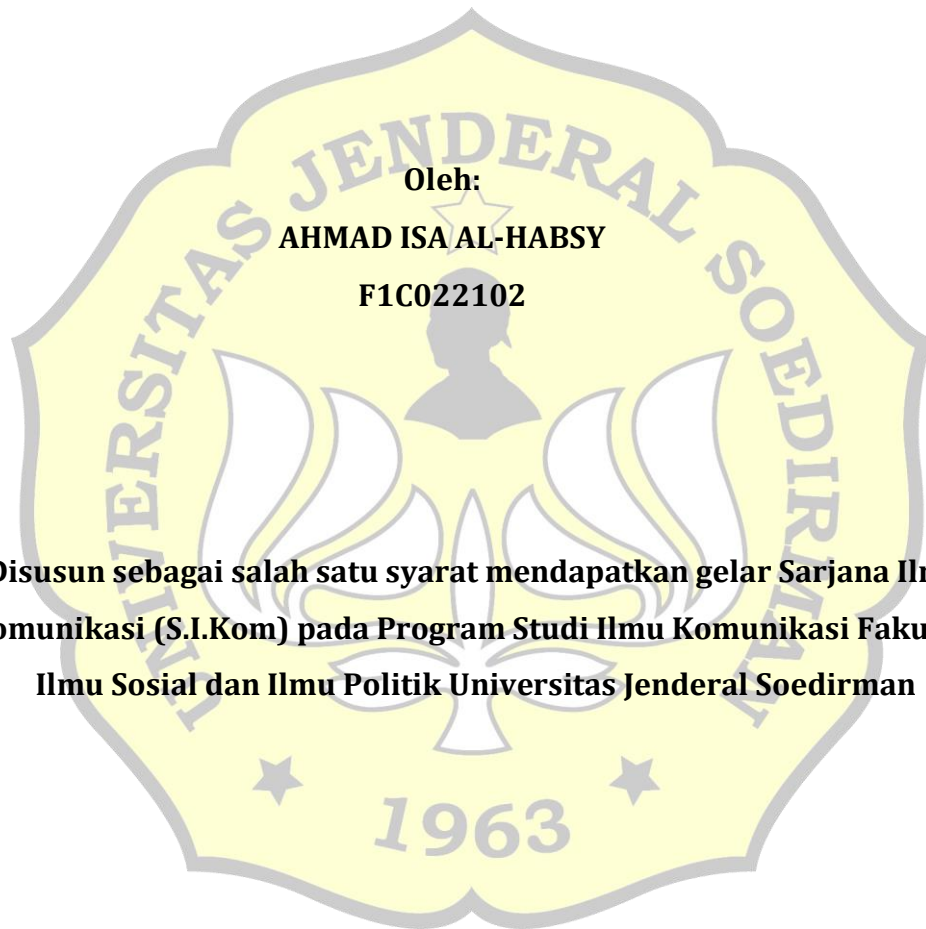 Oleh:
AHMAD ISA AL-HABSY
F1C022102
Disusun sebagai salah satu syarat mendapatkan gelar Sarjana
(S.I.Kom) pada Program Studi Ilmu Komunikasi
Ilmu Sosial dan Ilmu Politik Universitas Jenderal Soedirman
UNIVERSITAS JENDERAL SOEDIRMAN
1963